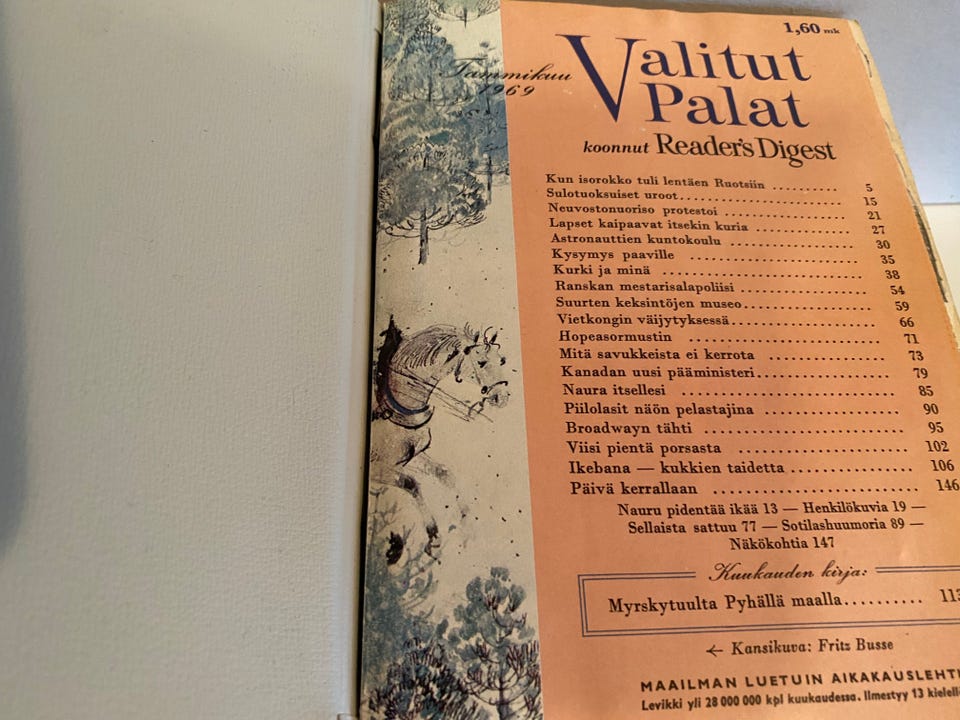 1,60 mk
Tammikuu
1969
Valitut
Palat
koonnut Reader's Digest
Kun isorokko tuli lentäen Ruotsiin .......... 5
Sulotuoksuiset uroot.......................... 15
Neuvostonuoriso protestoi ................... 21
Lapset kaipaavat itsekin kuria ............... 27
Astronauttien kuntokoulu .................... 30
Kysymys paaville ........................... 35
Kurki ja minä ............................... 38
Ranskan mestarisalapoliisi ................... 54
Suurten keksintöjen museo................... 59
Vietkongin väijytyksessä..................... 66
Hopeasormustin ............................ 71
Mitä savukkeista ei kerrota ................. 73
Kanadan uusi pääministeri................... 79
Naura itsellesi .............................. 85
Piilolasit näön pelastajina ................... 90
Broadwayn tähti ............................ 95
Viisi pientä porsasta ........................ 102
Ikebana — kukkien taidetta .................. 106
Päivä kerrallaan ............................ 146
Nauru pidentää ikää 13 — Henkilökuvia 19 —
Sellaista sattuu 77 — Sotilashuumoria 89 —
Näkökohtia 147
Kuukauden kirja:
Myrskytuulta Pyhällä maalla.......... 113
← Kansikuva: Fritz Busse
MAAILMAN LUETUIN AIKAKAUSLEHTI
Levikki yli 28 000 000 kpl kuukaudessa. Ilmestyy 13 kielellä